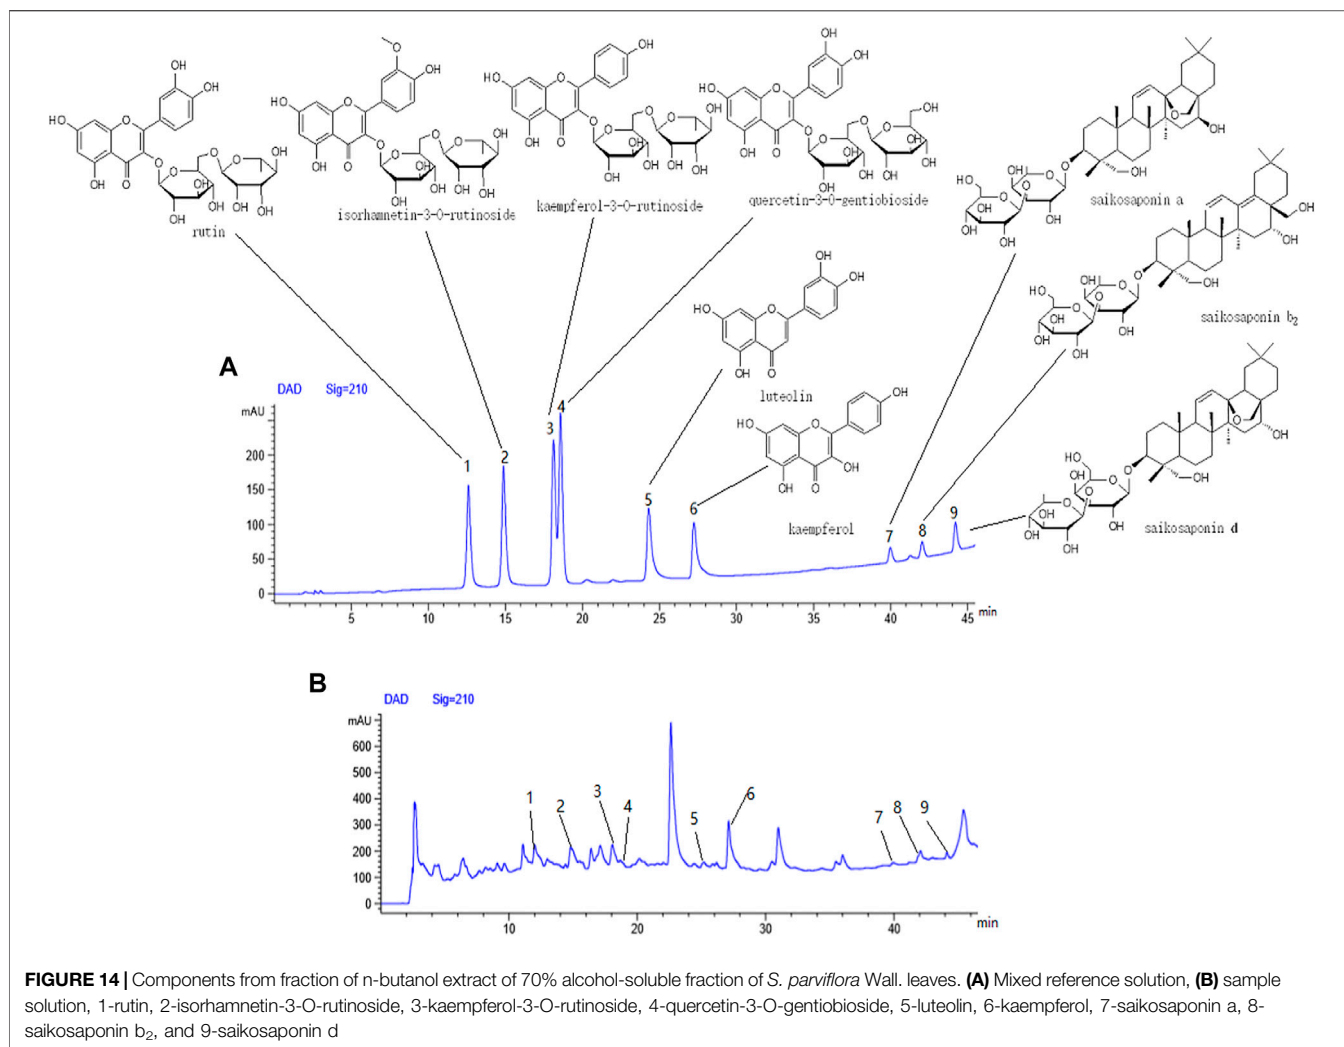 rutin
isorhamnetin-3-O-rutinoside
kaempferol-3-O-rutinoside
quercetin-3-O-gentiobioside
saikosaponin a
saikosaponin b2
luteolin
kaempferol
saikosaponin d
A
DAD Sig=210
mAU
200
150
100
50
0
1 2 3 4 5 6 7 8 9
5 10 15 20 25 30 35 40 45 min
B
DAD Sig=210
mAU
600
500
400
300
200
100
0
1 2 3 4 5 6 7 8 9
10 20 30 40 min
FIGURE 14 | Components from fraction of n-butanol extract of 70% alcohol-soluble fraction of S. parviflora Wall. leaves. (A) Mixed reference solution, (B) sample
solution, 1-rutin, 2-isorhamnetin-3-O-rutinoside, 3-kaempferol-3-O-rutinoside, 4-quercetin-3-O-gentiobioside, 5-luteolin, 6-kaempferol, 7-saikosaponin a, 8-
saikosaponin b2, and 9-saikosaponin d